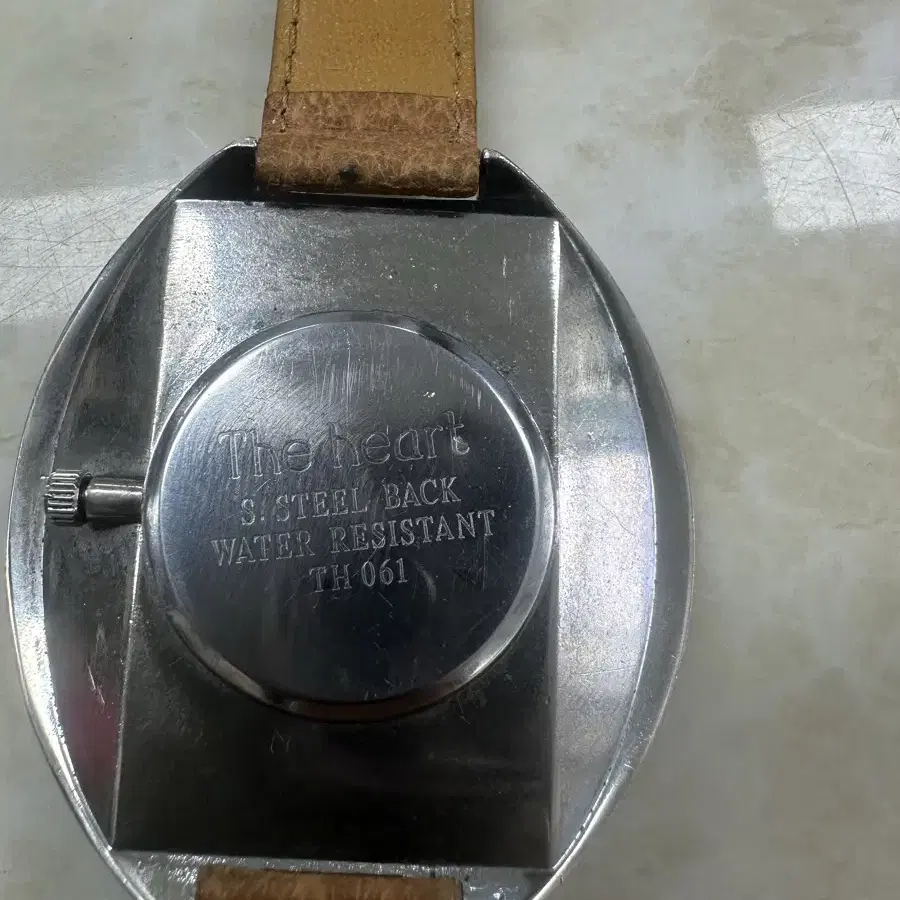 The heart
S. STEEL BACK
WATER RESISTANT
TH 061